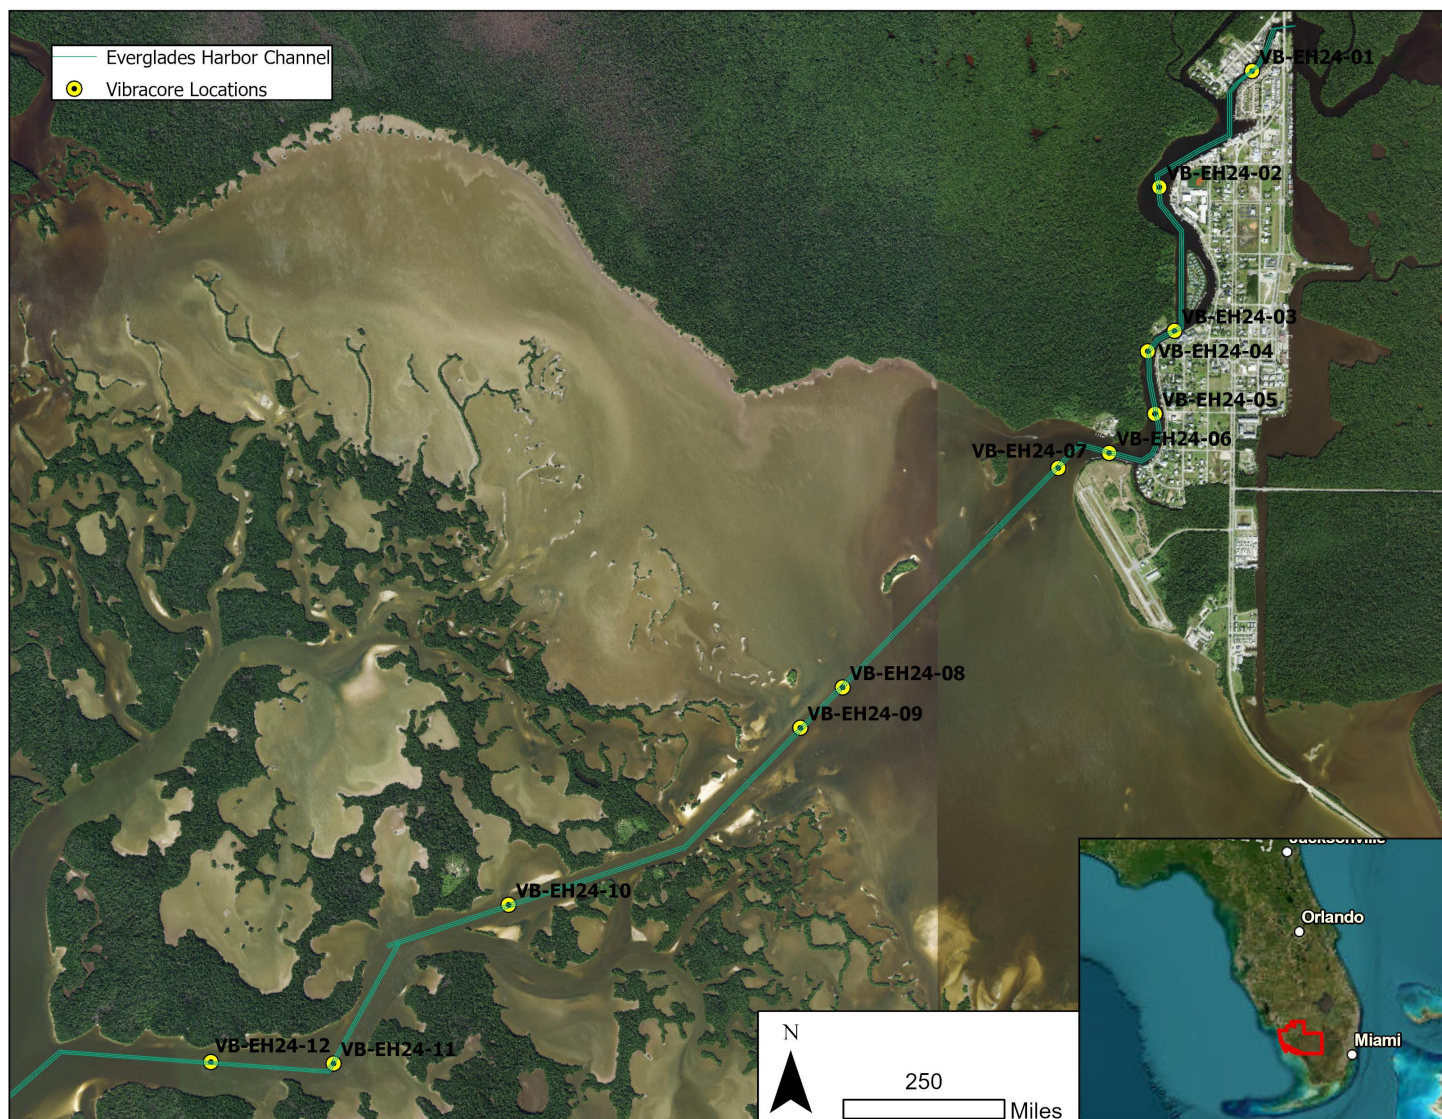 Everglades Harbor Channel
Vibracore Locations
VB-EH24-01
VB-EH24-02
VB-EH24-03
VB-EH24-04
VB-EH24-05
VB-EH24-06
VB-EH24-07
VB-EH24-08
VB-EH24-09
VB-EH24-10
VB-EH24-12
VB-EH24-11
Jacksonville
Orlando
Miami
N
250
Miles